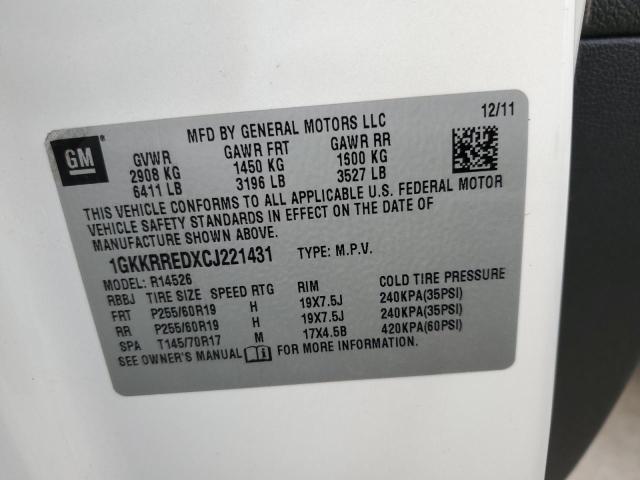 MFD BY GENERAL MOTORS LLC 12/11
GM
GVWR GAWR FRT GAWR RR
2908 KG 1450 KG 1600 KG
6411 LB 3196 LB 3527 LB
THIS VEHICLE CONFORMS TO ALL APPLICABLE U.S. FEDERAL MOTOR
VEHICLE SAFETY STANDARDS IN EFFECT ON THE DATE OF
MANUFACTURE SHOWN ABOVE.
1GKKRREDXCJ221431 TYPE: M.P.V.
MODEL: R14526
RBBJ TIRE SIZE SPEED RTG RIM COLD TIRE PRESSURE
FRT P255/60R19 H 19X7.5J 240KPA(35PSI)
RR P255/60R19 H 19X7.5J 240KPA(35PSI)
SPA T145/70R17 M 17X4.5B 420KPA(60PSI)
SEE OWNER'S MANUAL FOR MORE INFORMATION.